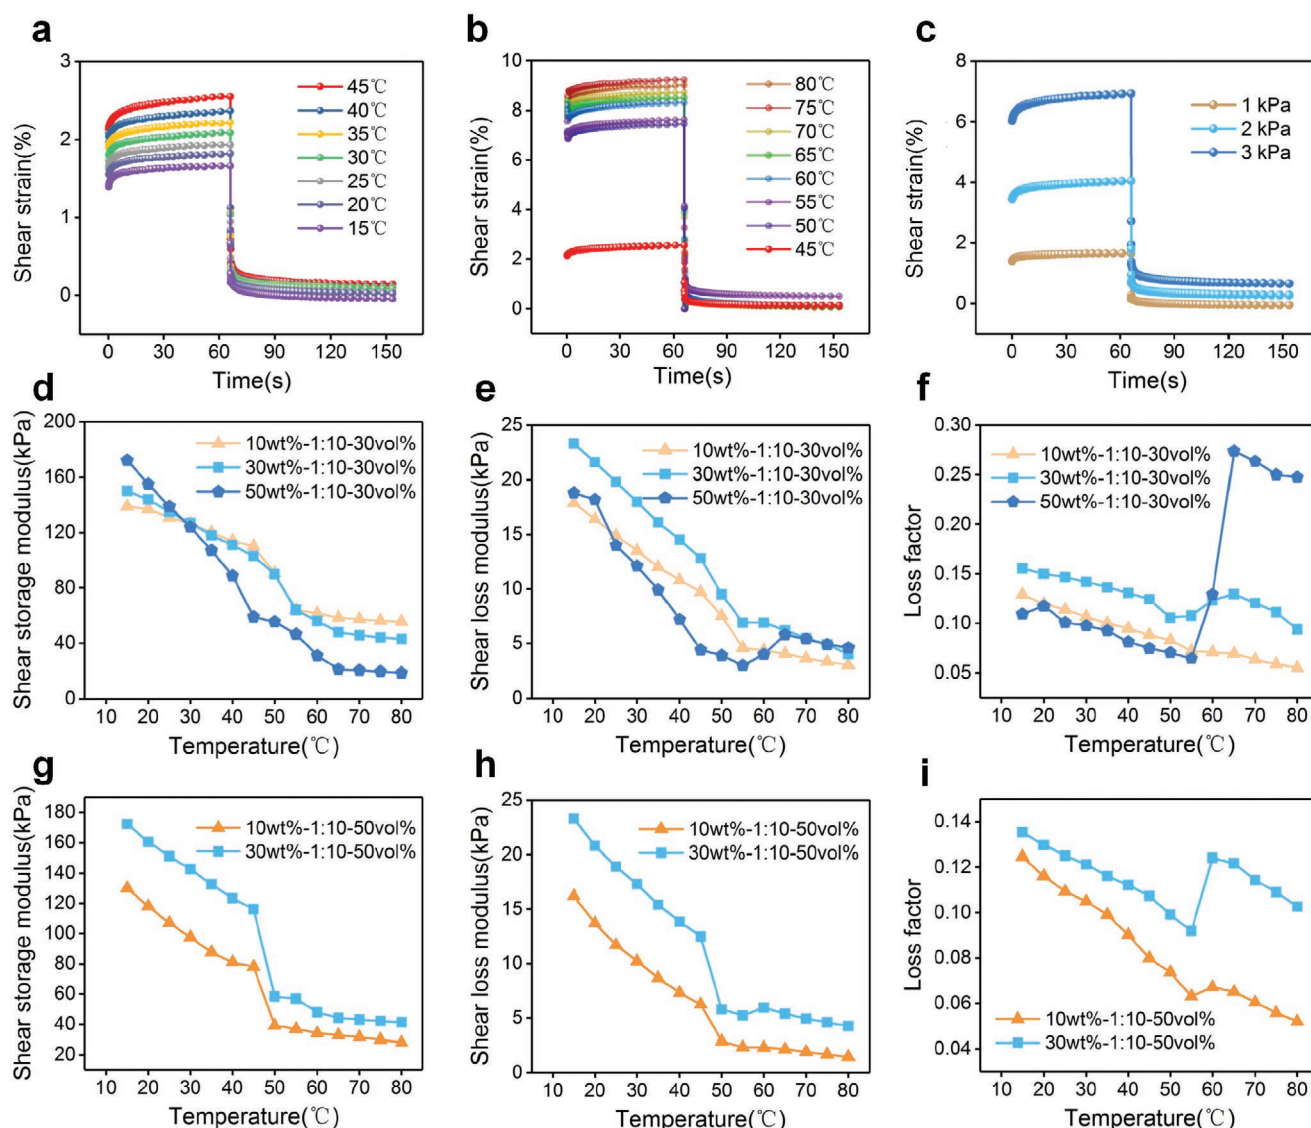 a
3
2
1
0
Shear strain(%)
45℃
40℃
35℃
30℃
25℃
20℃
15℃
0 30 60 90 120 150
Time(s)
b
10
8
6
4
2
0
Shear strain(%)
80℃
75℃
70℃
65℃
60℃
55℃
50℃
45℃
0 30 60 90 120 150
Time(s)
c
8
6
4
2
0
Shear strain(%)
1 kPa
2 kPa
3 kPa
0 30 60 90 120 150
Time(s)
d
200
160
120
80
40
0
Shear storage modulus(kPa)
10wt%-1:10-30vol%
30wt%-1:10-30vol%
50wt%-1:10-30vol%
10 20 30 40 50 60 70 80
Temperature(℃)
e
25
20
15
10
5
0
Shear loss modulus(kPa)
10wt%-1:10-30vol%
30wt%-1:10-30vol%
50wt%-1:10-30vol%
10 20 30 40 50 60 70 80
Temperature(℃)
f
0.30
0.25
0.20
0.15
0.10
0.05
Loss factor
10wt%-1:10-30vol%
30wt%-1:10-30vol%
50wt%-1:10-30vol%
10 20 30 40 50 60 70 80
Temperature(℃)
g
180
160
140
120
100
80
60
40
20
Shear storage modulus(kPa)
10wt%-1:10-50vol%
30wt%-1:10-50vol%
10 20 30 40 50 60 70 80
Temperature(℃)
h
25
20
15
10
5
0
Shear loss modulus(kPa)
10wt%-1:10-50vol%
30wt%-1:10-50vol%
10 20 30 40 50 60 70 80
Temperature(℃)
i
0.14
0.12
0.10
0.08
0.06
0.04
Loss factor
10wt%-1:10-50vol%
30wt%-1:10-50vol%
10 20 30 40 50 60 70 80
Temperature(℃)